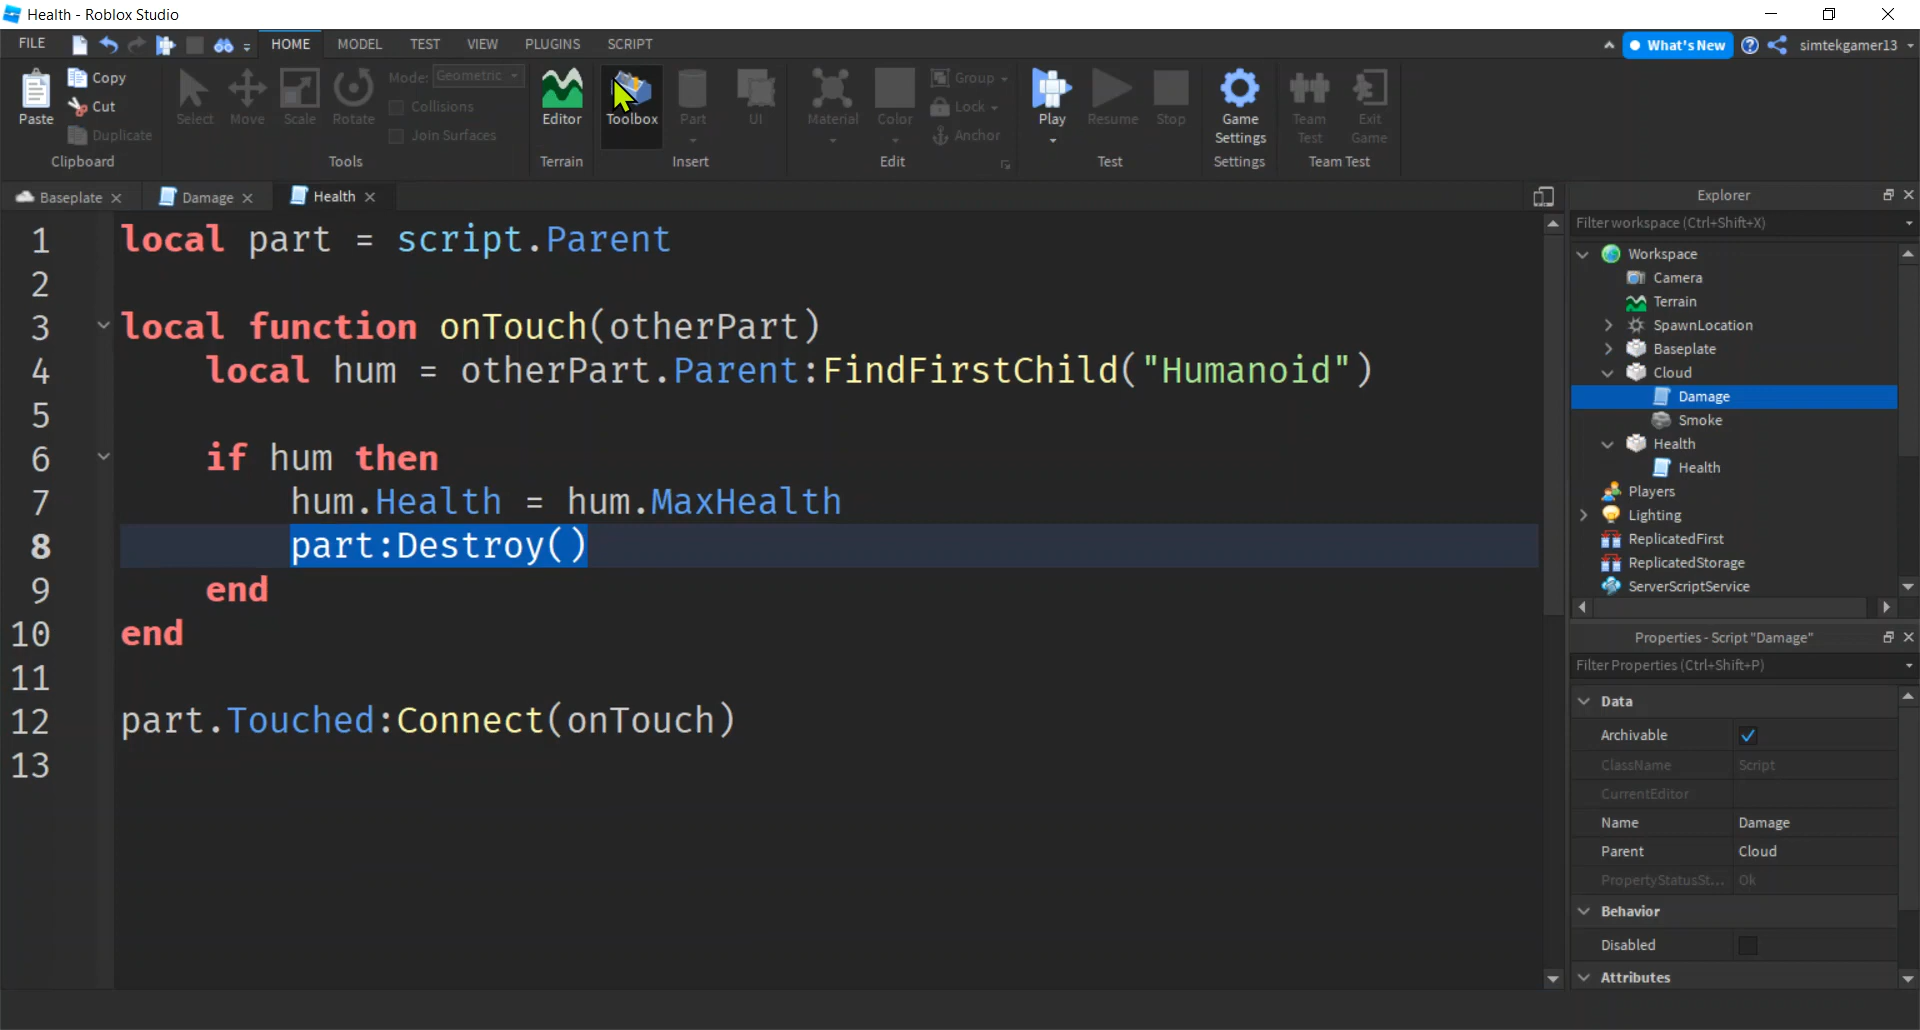 Health - Roblox Studio
FILE HOME MODEL TEST VIEW PLUGINS SCRIPT What's New simtekgamer13
Paste Copy Cut Duplicate
Clipboard
Select Move Scale Rotate
Mode: Geometric
Collisions
Join Surfaces
Tools
Editor
Terrain
Toolbox Part UI
Insert
Material Color Group Lock Anchor
Edit
Play Resume Stop
Test
Game Settings
Settings
Team Test Exit Game
Team Test
Baseplate Damage Health
1 local part = script.Parent
2
3 local function onTouch(otherPart)
4 local hum = otherPart.Parent:FindFirstChild("Humanoid")
5
6 if hum then
7 hum.Health = hum.MaxHealth
8 part:Destroy()
9 end
10 end
11
12 part.Touched:Connect(onTouch)
13
Explorer
Filter workspace (Ctrl+Shift+X)
Workspace
Camera
Terrain
SpawnLocation
Baseplate
Cloud
Damage
Smoke
Health
Health
Players
Lighting
ReplicatedFirst
ReplicatedStorage
ServerScriptService
Properties - Script "Damage"
Filter Properties (Ctrl+Shift+P)
Data
Archivable
ClassName Script
CurrentEditor
Name Damage
Parent Cloud
PropertyStatusSt... Ok
Behavior
Disabled
Attributes